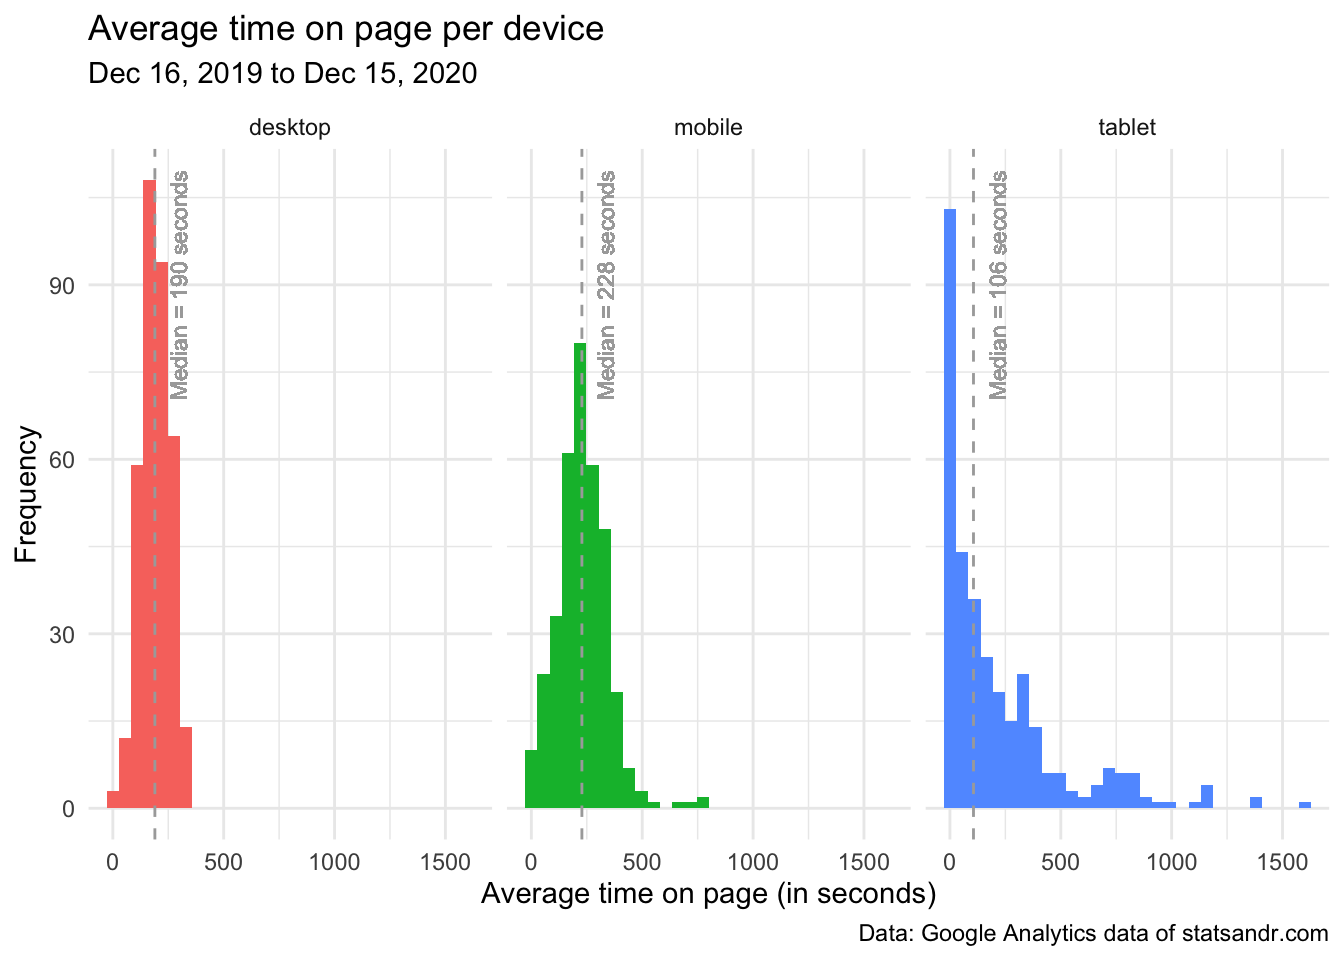 Average time on page per device
Dec 16, 2019 to Dec 15, 2020
desktop
mobile
tablet
Median = 190 seconds
Median = 228 seconds
Median = 106 seconds
Frequency
90
60
30
0
0 500 1000 1500
0 500 1000 1500
0 500 1000 1500
Average time on page (in seconds)
Data: Google Analytics data of statsandr.com